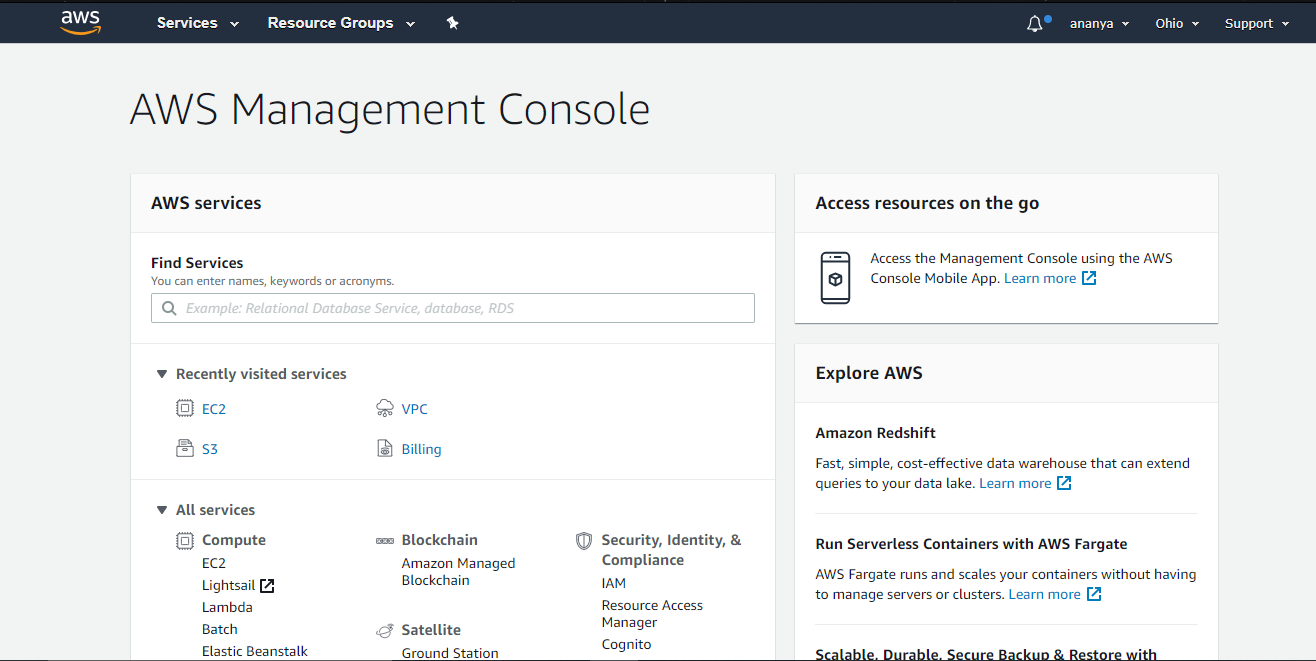 aws
Services
Resource Groups
ananya
Ohio
Support
AWS Management Console
AWS services
Find Services
You can enter names, keywords or acronyms.
Example: Relational Database Service, database, RDS
Recently visited services
EC2
VPC
S3
Billing
All services
Compute
EC2
Lightsail
Lambda
Batch
Elastic Beanstalk
Blockchain
Amazon Managed
Blockchain
Satellite
Ground Station
Security, Identity, &
Compliance
IAM
Resource Access
Manager
Cognito
Access resources on the go
Access the Management Console using the AWS
Console Mobile App. Learn more
Explore AWS
Amazon Redshift
Fast, simple, cost-effective data warehouse that can extend
queries to your data lake. Learn more
Run Serverless Containers with AWS Fargate
AWS Fargate runs and scales your containers without having
to manage servers or clusters. Learn more
Scalable, Durable, Secure Backup & Restore with